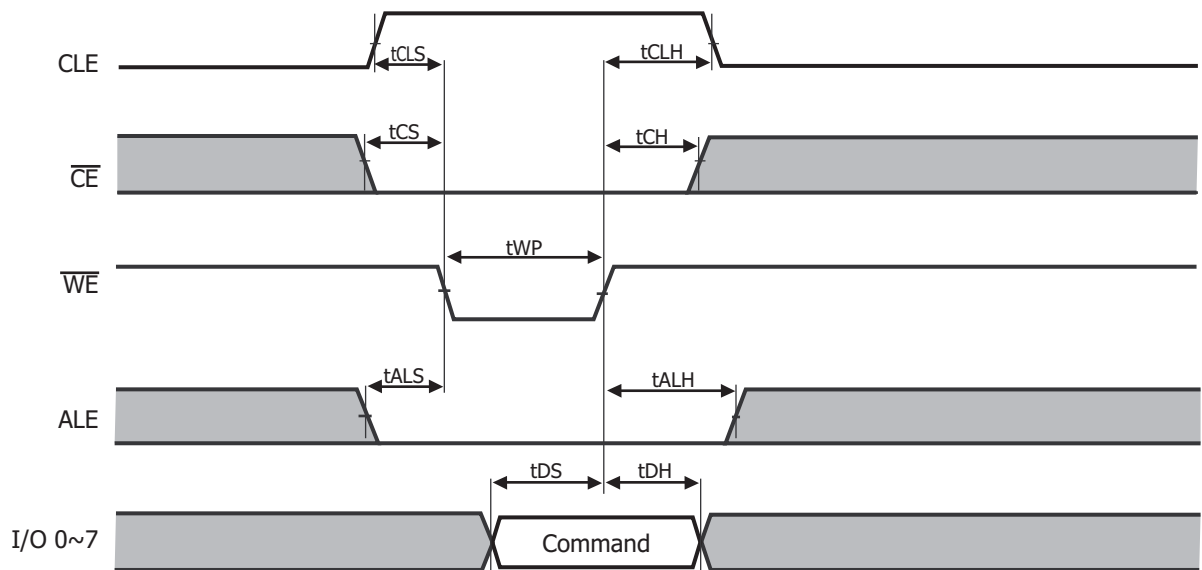 CLE
tCLS
tCLH
CE
tCS
tCH
WE
tWP
ALE
tALS
tALH
I/O 0~7
tDS
tDH
Command